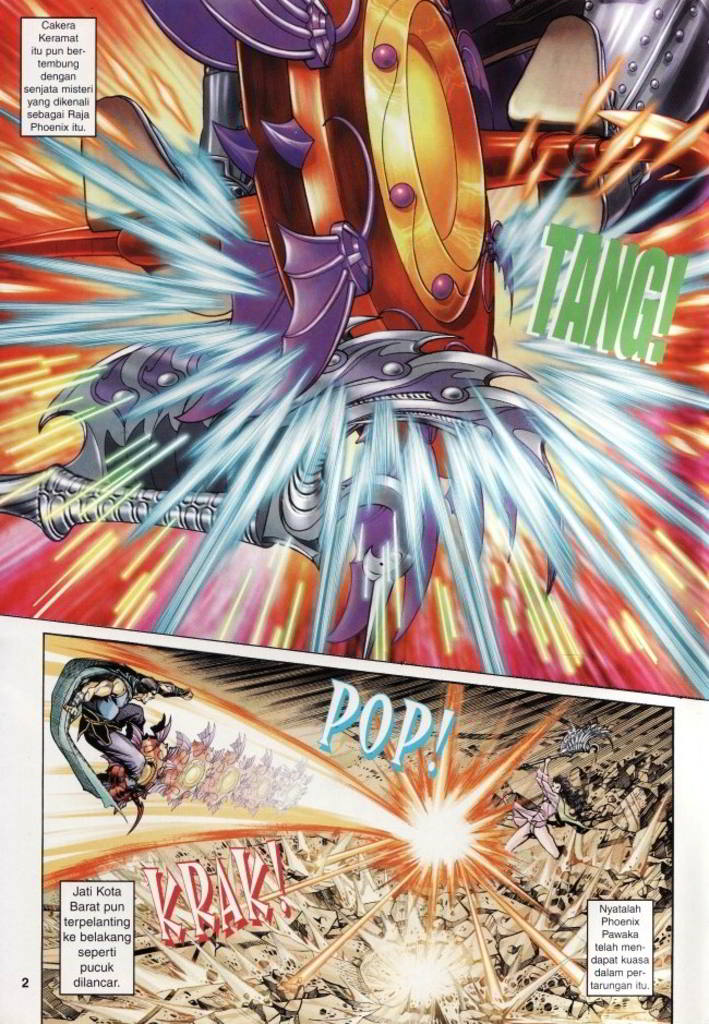 Cakera
Keramat
itu pun ber-
tembung
dengan
senjata misteri
yang dikenali
sebagai Raja
Phoenix itu.
TANG!
POP!
KRAK!
Jati Kota
Barat pun
terpelanting
ke belakang
seperti
pucuk
dilancar.
Nyatalah
Phoenix
Pawaka
telah men-
dapat kuasa
dalam per-
tarungan itu.
2